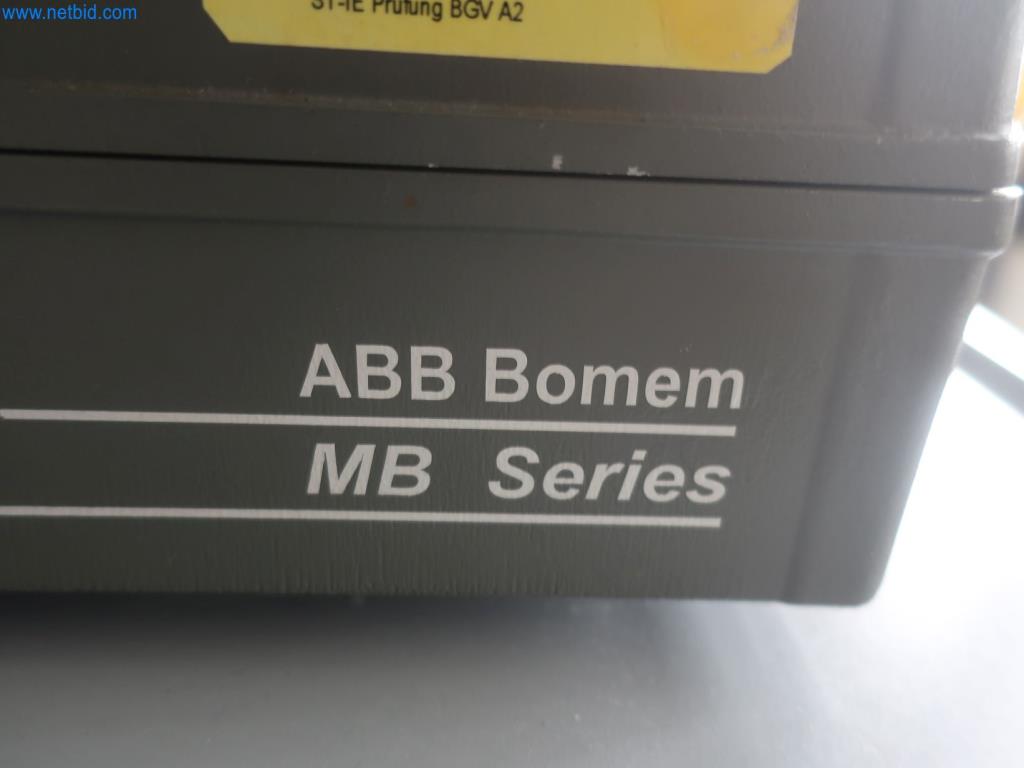 www.netbid.com
ST-IE Prüfung BGV A2
ABB Bomem
MB Series